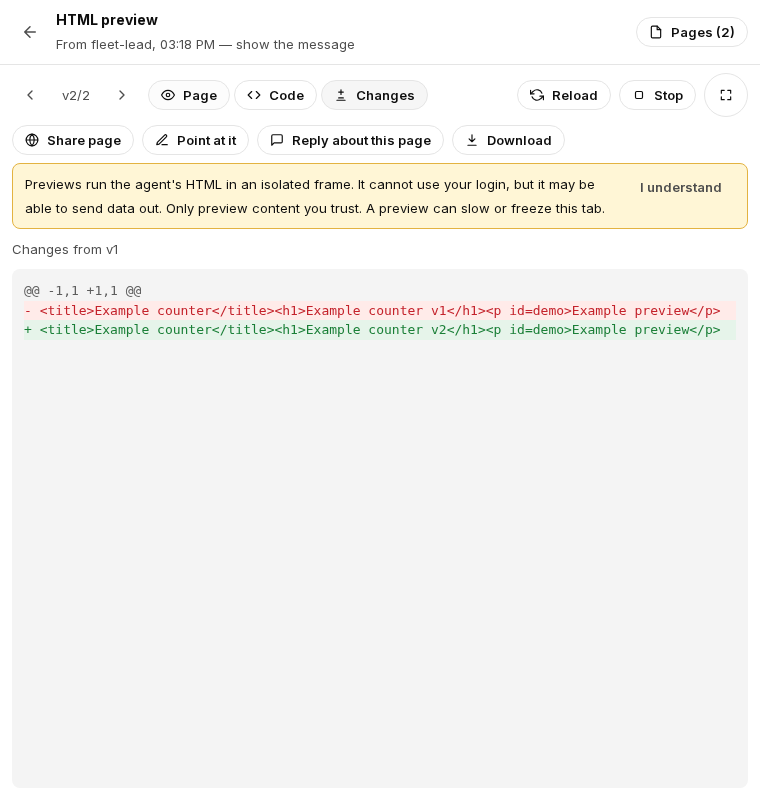 HTML preview
From fleet-lead, 03:18 PM — show the message
Pages (2)
v2/2
Page
Code
Changes
Reload
Stop
Share page
Point at it
Reply about this page
Download
Previews run the agent's HTML in an isolated frame. It cannot use your login, but it may be
able to send data out. Only preview content you trust. A preview can slow or freeze this tab.
I understand
Changes from v1
@@ -1,1 +1,1 @@
- <title>Example counter</title><h1>Example counter v1</h1><p id=demo>Example preview</p>
+ <title>Example counter</title><h1>Example counter v2</h1><p id=demo>Example preview</p>